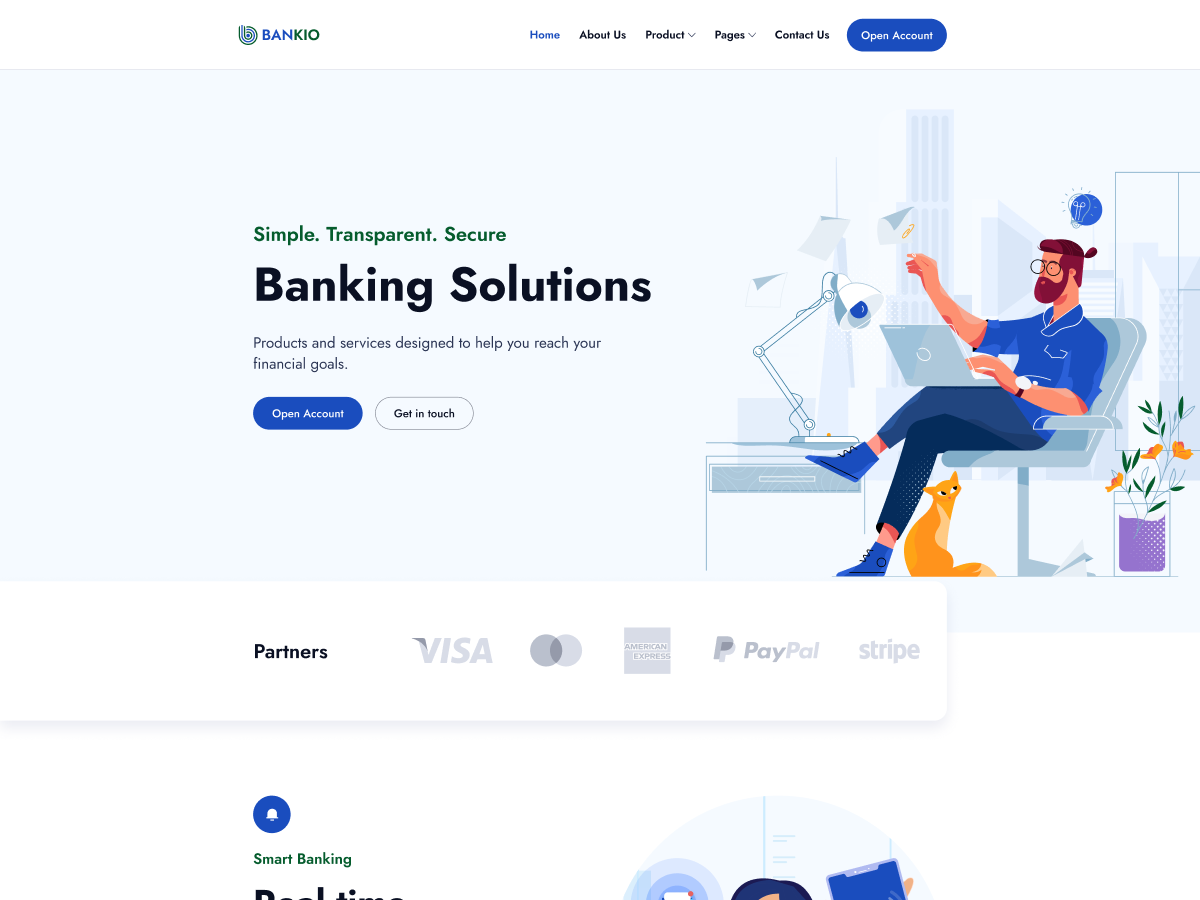 BANKIO
Home About Us Product Pages Contact Us Open Account
Simple. Transparent. Secure
Banking Solutions
Products and services designed to help you reach your
financial goals.
Open Account Get in touch
Partners VISA AMERICAN EXPRESS PayPal stripe
Smart Banking
Real time